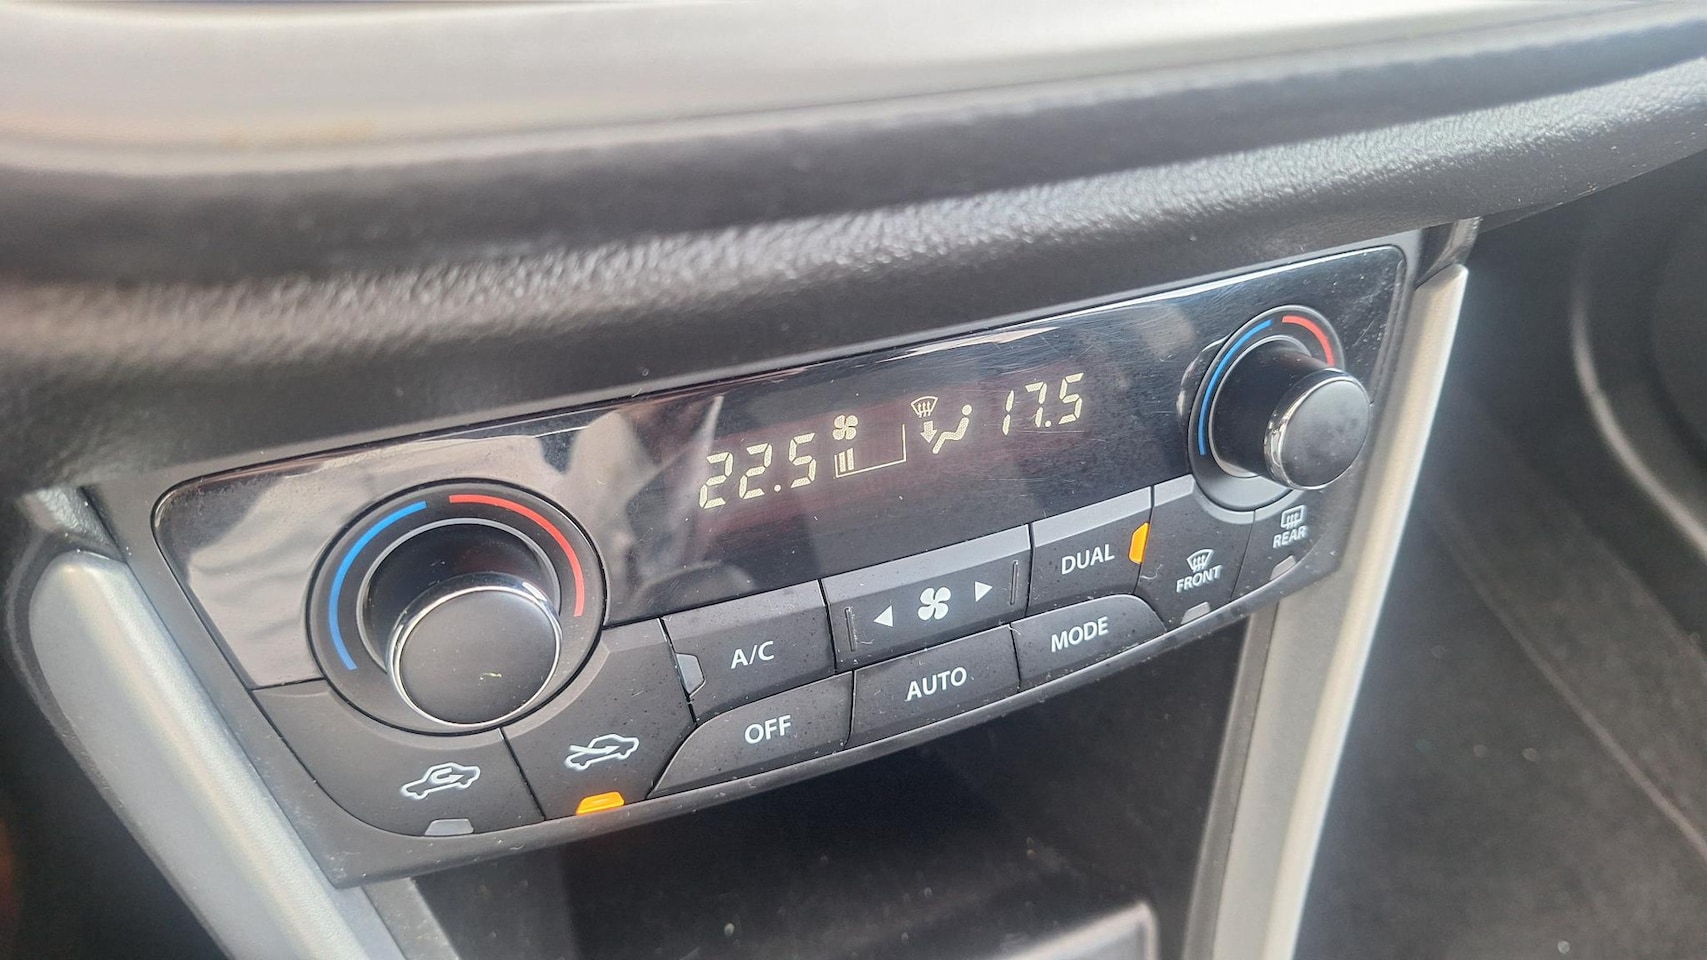 22.5 17.5
DUAL
FRONT
REAR
A/C
MODE
OFF
AUTO